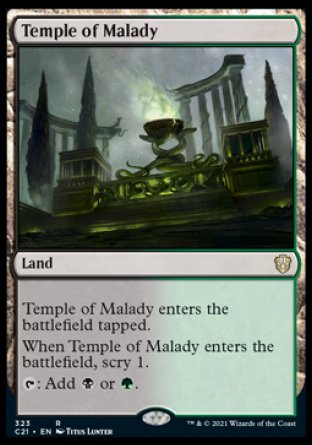 Temple of Malady
Land
Temple of Malady enters the
battlefield tapped.
When Temple of Malady enters the
battlefield, scry 1.
: Add or .
323 R
C21 • EN Titus Lunter
™ & © 2021 Wizards of the Coast